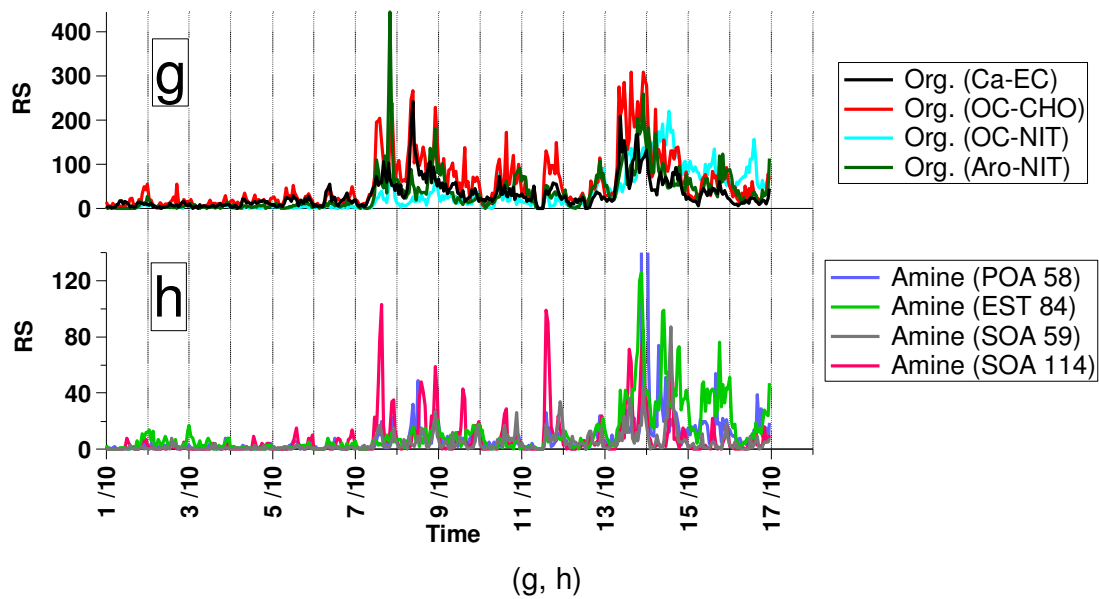 400
300
200
100
0
RS
g
Org. (Ca-EC)
Org. (OC-CHO)
Org. (OC-NIT)
Org. (Aro-NIT)
120
80
40
0
RS
h
Amine (POA 58)
Amine (EST 84)
Amine (SOA 59)
Amine (SOA 114)
1 /10
3 /10
5 /10
7 /10
9 /10
11 /10
13 /10
15 /10
17 /10
Time
(g, h)